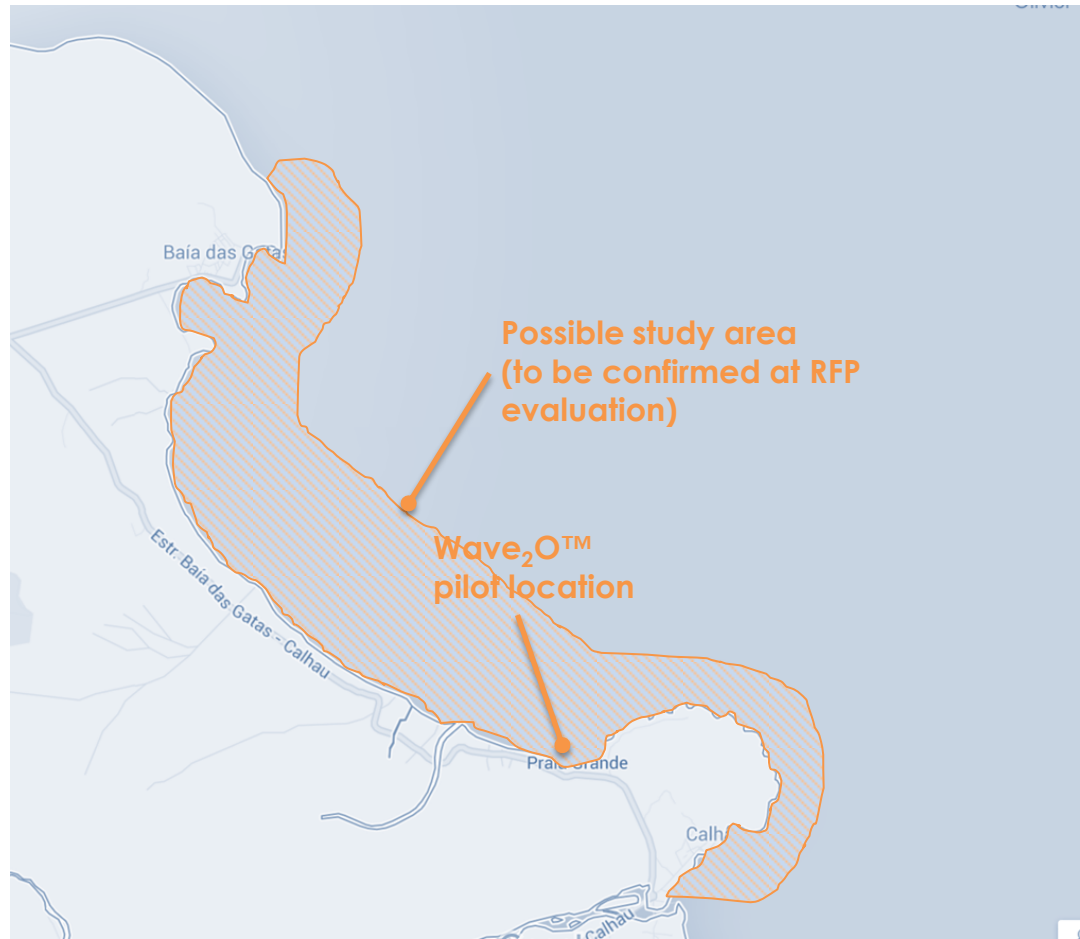 Baía das Gatas
Possible study area
(to be confirmed at RFP
evaluation)
Wave₂O™
pilot location
Estr. Baía das Gatas - Calhau
Praia Grande
Calhau